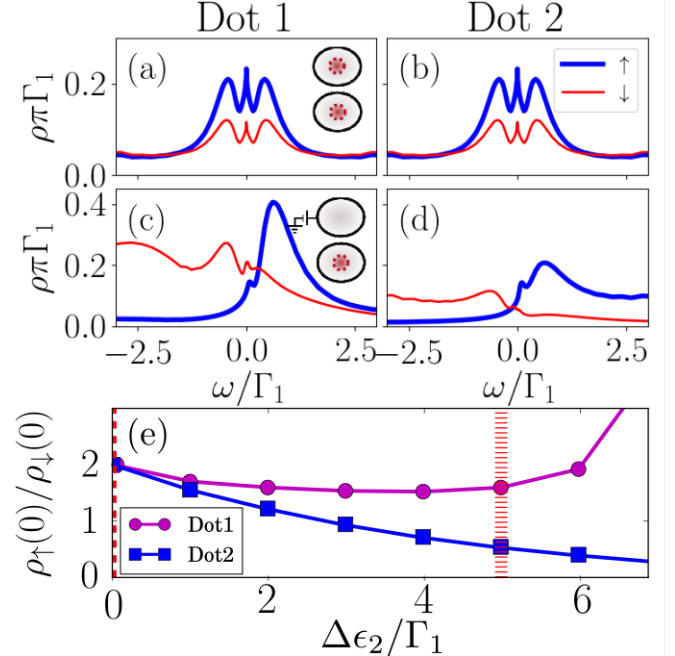 Dot 1 Dot 2
(a) (b) ↑ ↓
ρπΓ₁
0.2
0.0
(c) (d)
ρπΓ₁
0.4
0.2
0.0
−2.5 0.0 2.5 −2.5 0.0 2.5
ω/Γ₁ ω/Γ₁
(e)
ρ↑(0)/ρ↓(0)
2
1
0
Dot1
Dot2
0 2 4 6
Δϵ₂/Γ₁